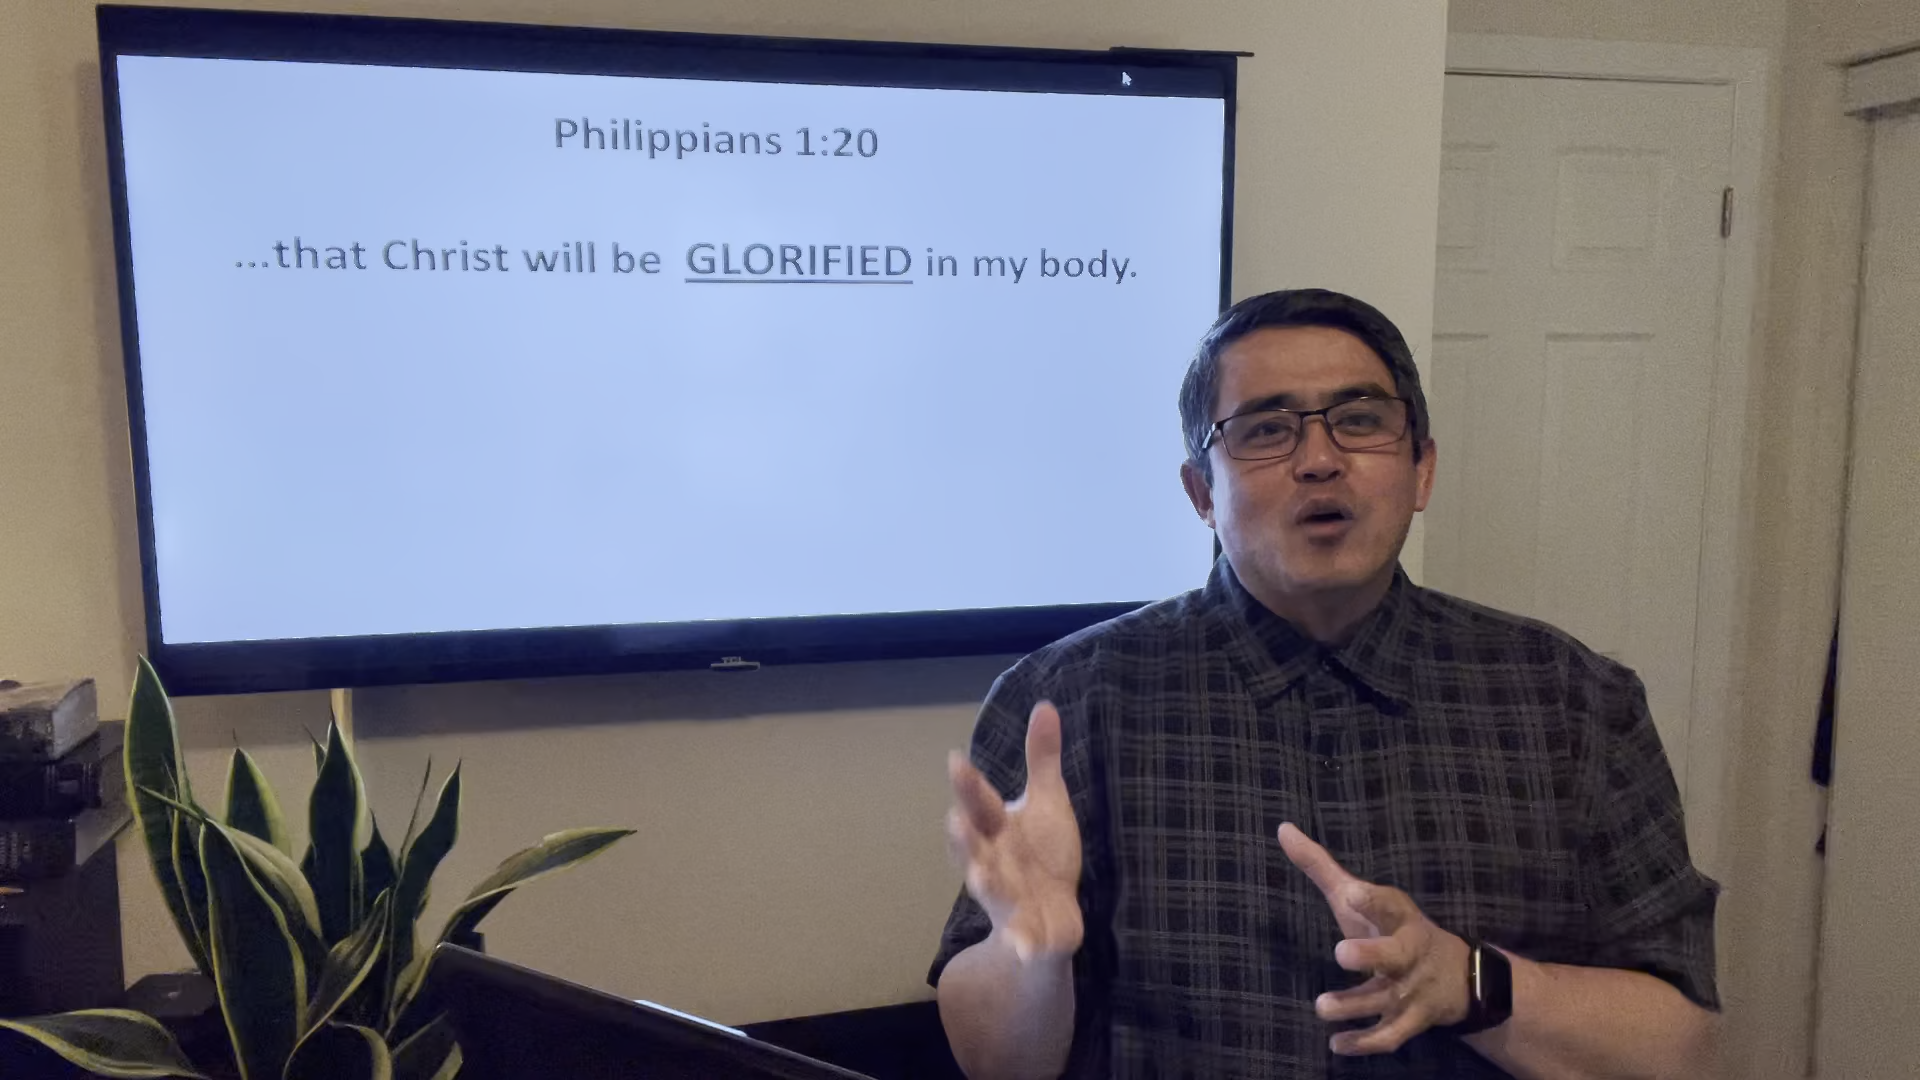 Philippians 1:20
...that Christ will be GLORIFIED in my body.